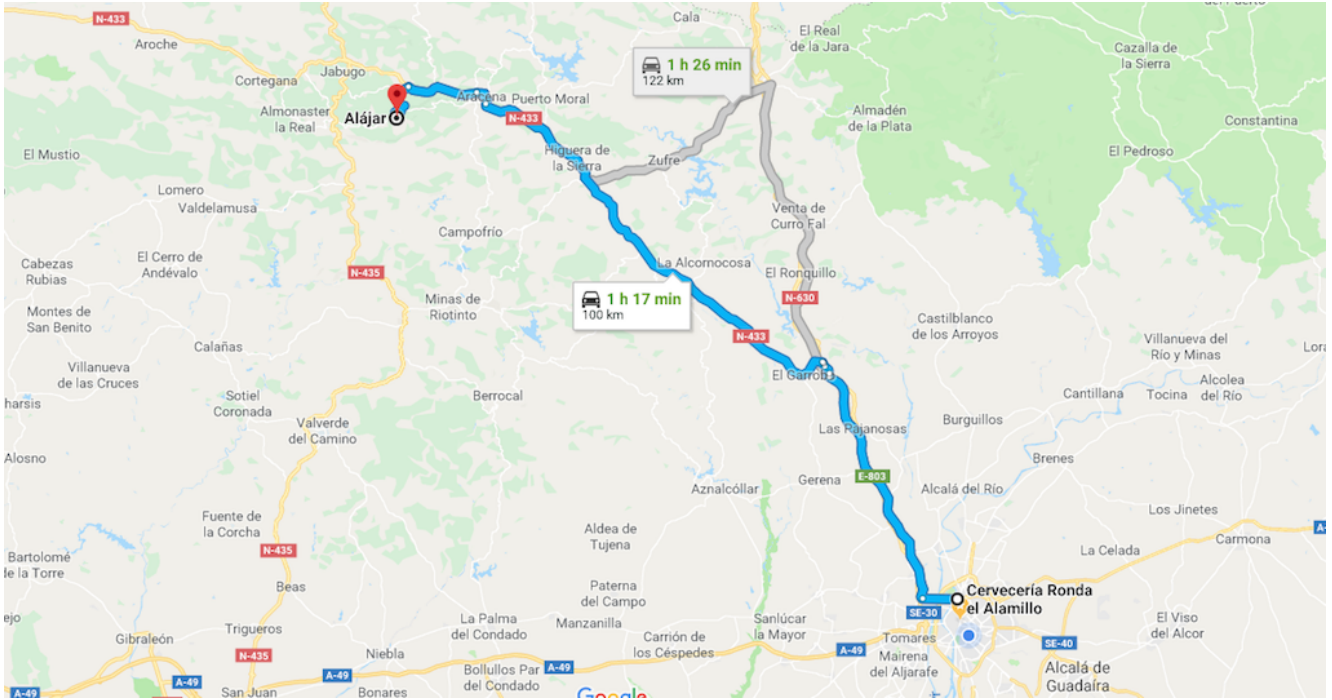 N-433
Aroche
Cala
El Real
de la Jara
Cazalla de
la Sierra
Cortegana
Jabugo
1 h 26 min
122 km
Almonaster
la Real
Alájar
Aracena
Puerto Moral
N-433
Almadén
de la Plata
Constantina
El Mustio
Higuera de
la Sierra
Zufre
El Pedroso
Lomero
Valdelamusa
Venta de
Curro Fal
Campofrío
El Cerro de
Andévalo
Cabezas
Rubias
N-435
La Alcornocosa
El Ronquillo
1 h 17 min
100 km
N-630
Minas de
Riotinto
Montes de
San Benito
Castilblanco
de los Arroyos
N-433
Calañas
Villanueva del
Río y Minas
Villanueva
de las Cruces
El Garrobo
Sotiel
Coronada
Berrocal
Cantillana
Tocina
Alcolea
del Río
harsis
Valverde
del Camino
Burguillos
Las Pajanosas
Alosno
Brenes
E-803
Gerena
Aznalcóllar
Alcalá del Río
Los Jinetes
Fuente de
la Corcha
Aldea de
Tujena
A-
Carmona
N-435
La Celada
Bartolomé
de la Torre
Beas
Paterna
del Campo
Cervecería Ronda
el Alamillo
SE-30
ejo
Gibraleón
Trigueros
La Palma
del Condado
Manzanilla
Sanlúcar
la Mayor
El Viso
del Alcor
Carrión de
los Céspedes
A-49
Tomares
SE-40
Niebla
N-435
Mairena
del Aljarafe
A-49
Bollullos Par
del Condado
Alcalá de
Guadaíra
A-49
A-49
San Juan
Bonares
Google